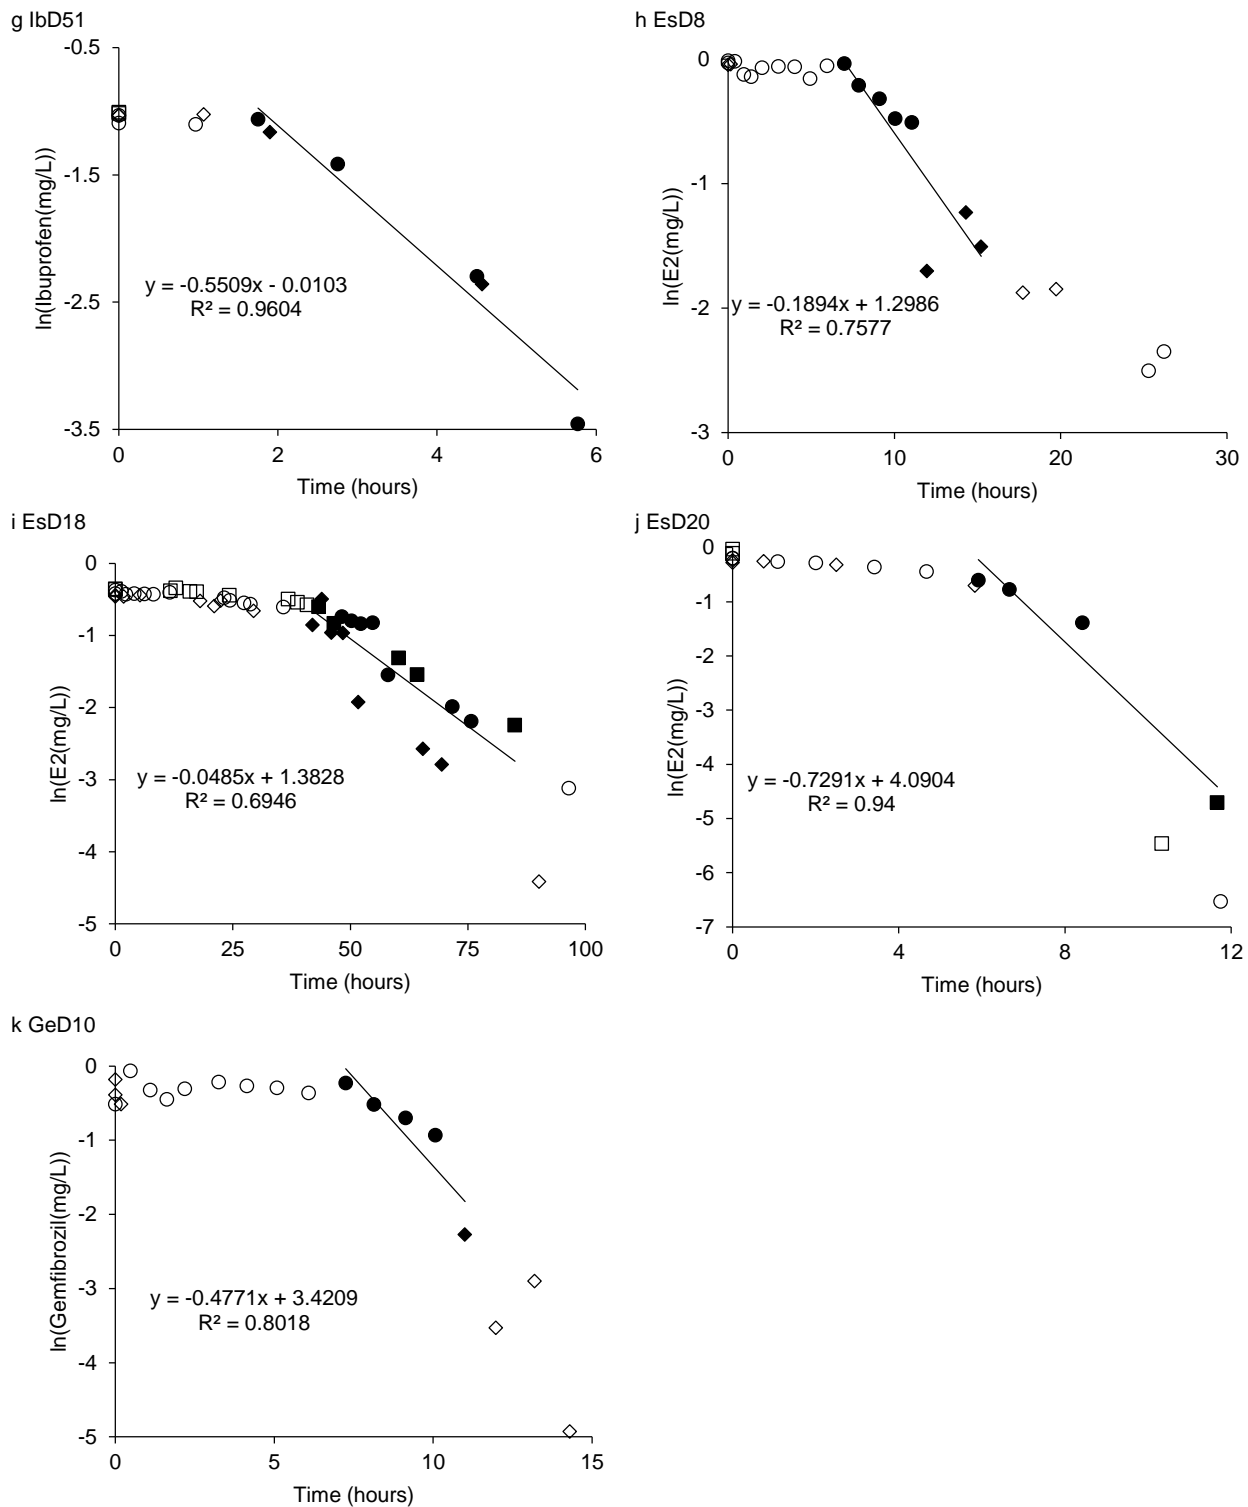 g IbD51
-0.5
-1.5
-2.5
-3.5
ln(Ibuprofen(mg/L))
y = -0.5509x - 0.0103
R² = 0.9604
0 2 4 6
Time (hours)
h EsD8
0
-1
-2
-3
ln(E2(mg/L))
y = -0.1894x + 1.2986
R² = 0.7577
0 10 20 30
Time (hours)
i EsD18
0
-1
-2
-3
-4
-5
ln(E2(mg/L))
y = -0.0485x + 1.3828
R² = 0.6946
0 25 50 75 100
Time (hours)
j EsD20
0
-1
-2
-3
-4
-5
-6
-7
ln(E2(mg/L))
y = -0.7291x + 4.0904
R² = 0.94
0 4 8 12
Time (hours)
k GeD10
0
-1
-2
-3
-4
-5
ln(Gemfibrozil(mg/L))
y = -0.4771x + 3.4209
R² = 0.8018
0 5 10 15
Time (hours)